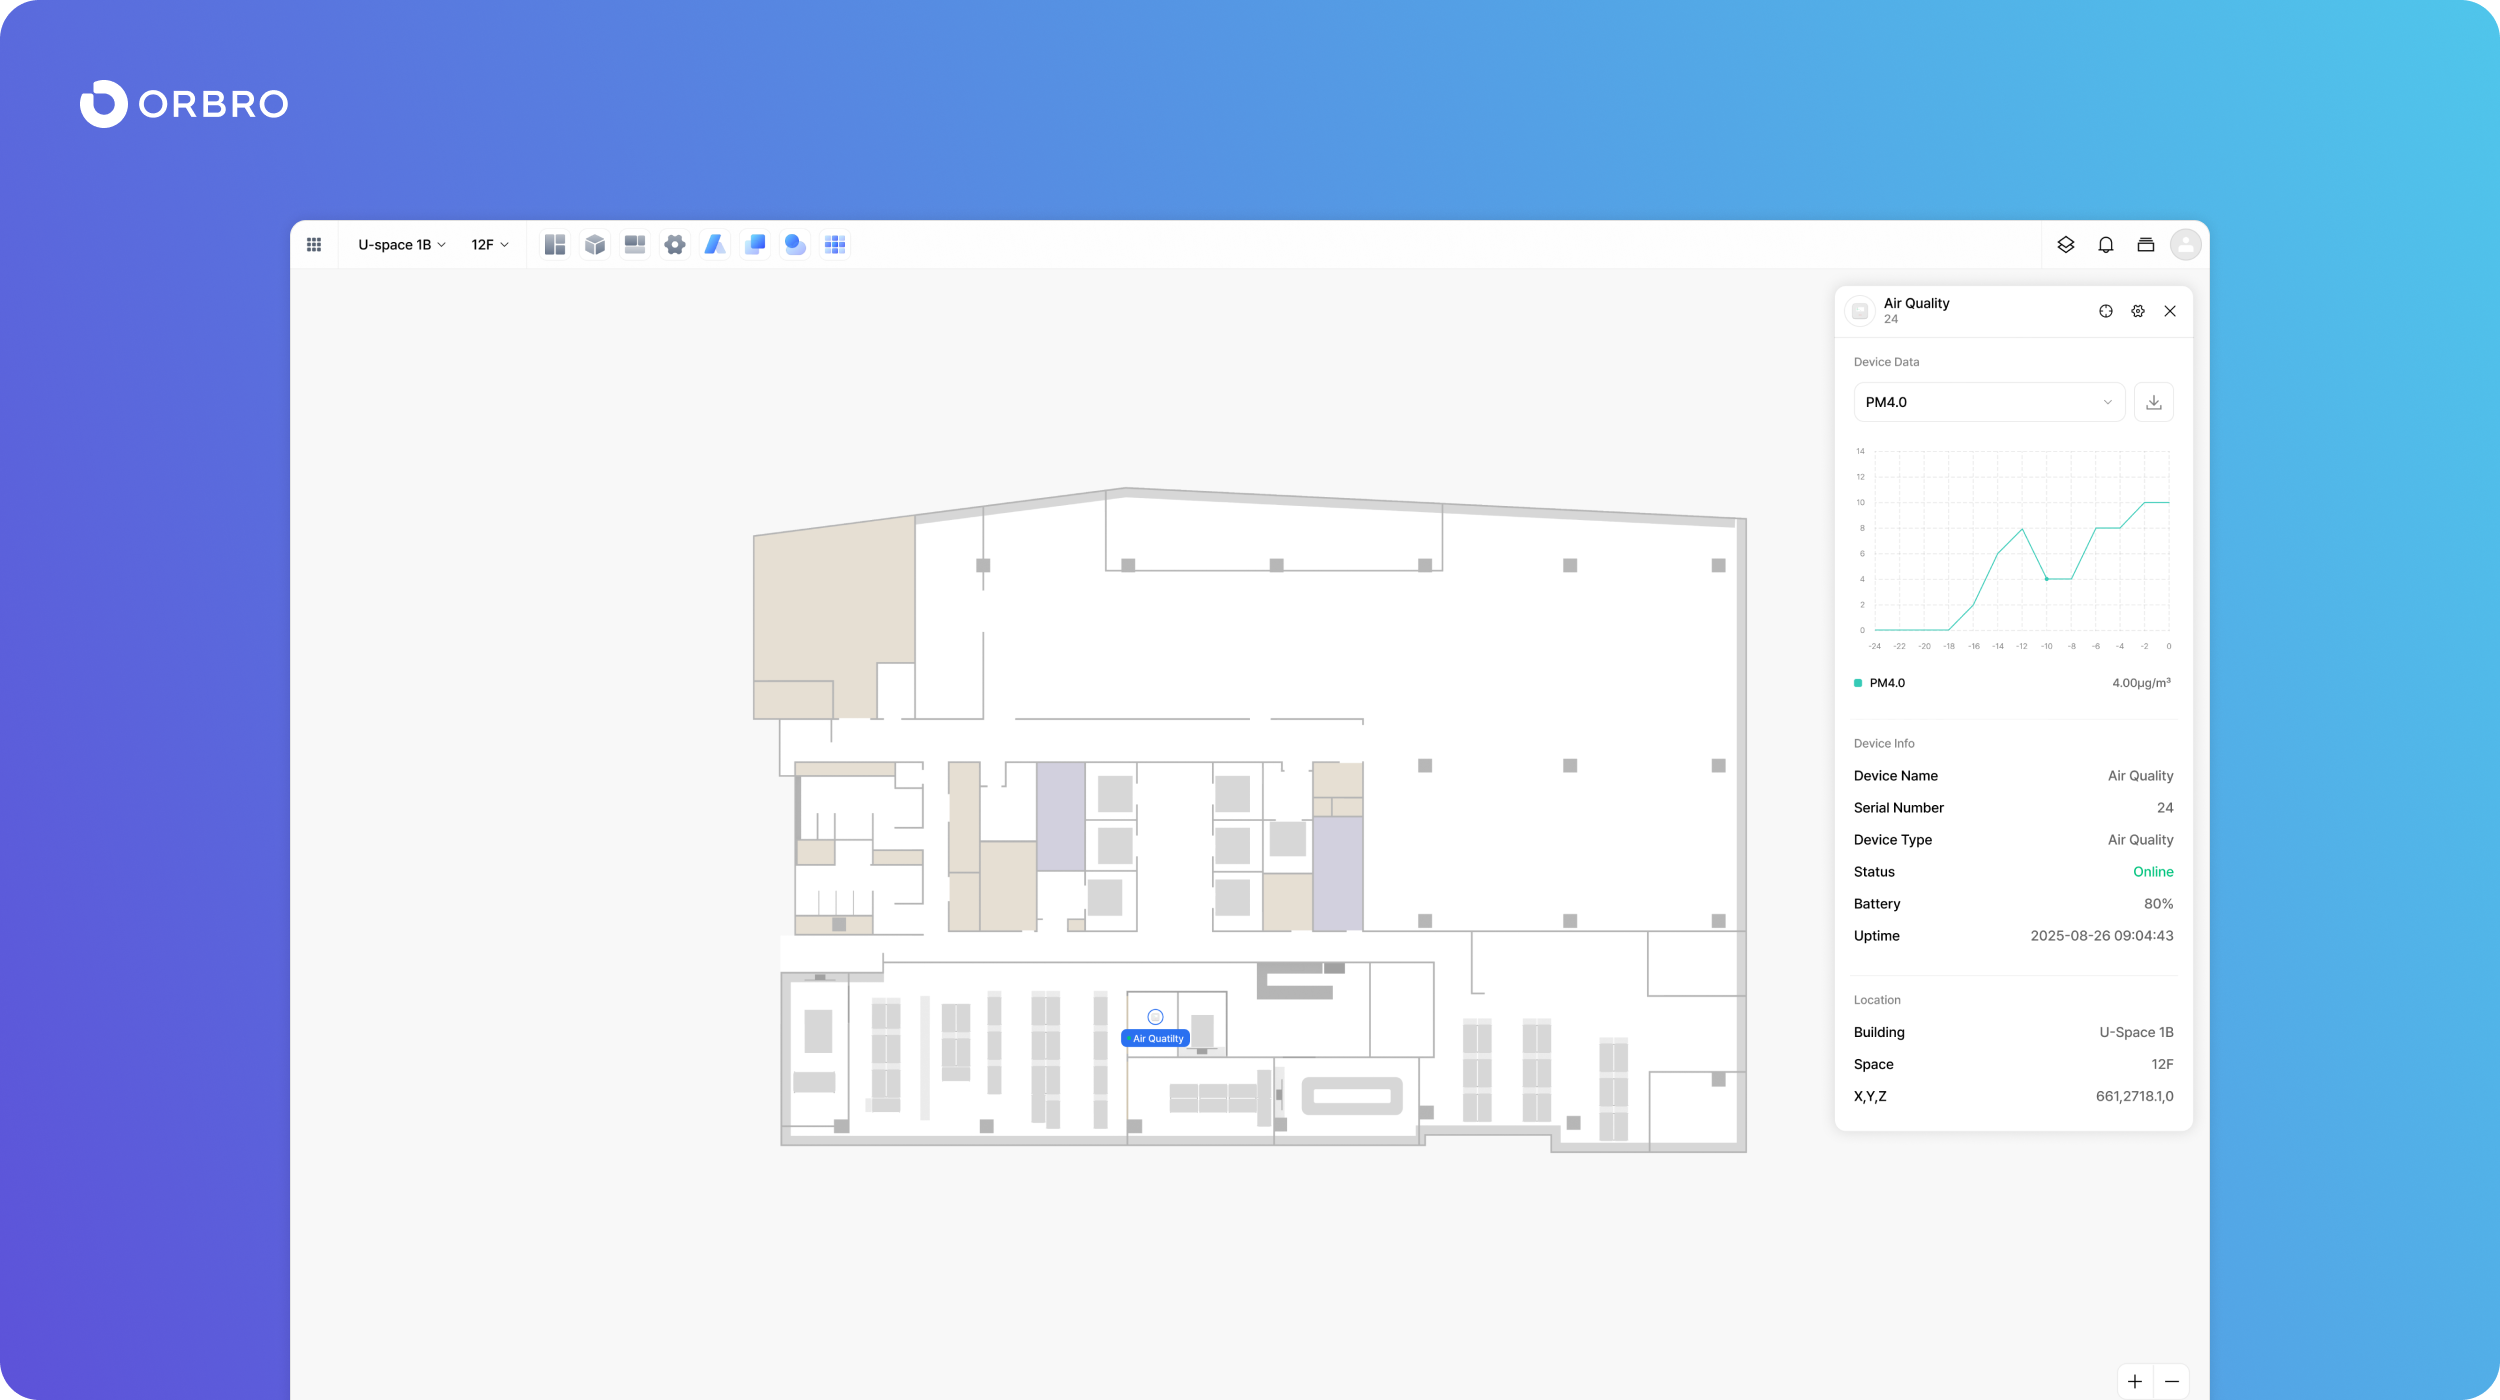 ORBRO
U-space 1B
12F
Air Quality
24
Device Data
PM4.0
14
12
10
8
6
4
2
0
-24 -22 -20 -18 -16 -14 -12 -10 -8 -6 -4 -2 0
PM4.0 4.00µg/m³
Device Info
Device Name Air Quality
Serial Number 24
Device Type Air Quality
Status Online
Battery 80%
Uptime 2025-08-26 09:04:43
Location
Building U-Space 1B
Space 12F
X,Y,Z 661,2718.1,0
Air Quatilty